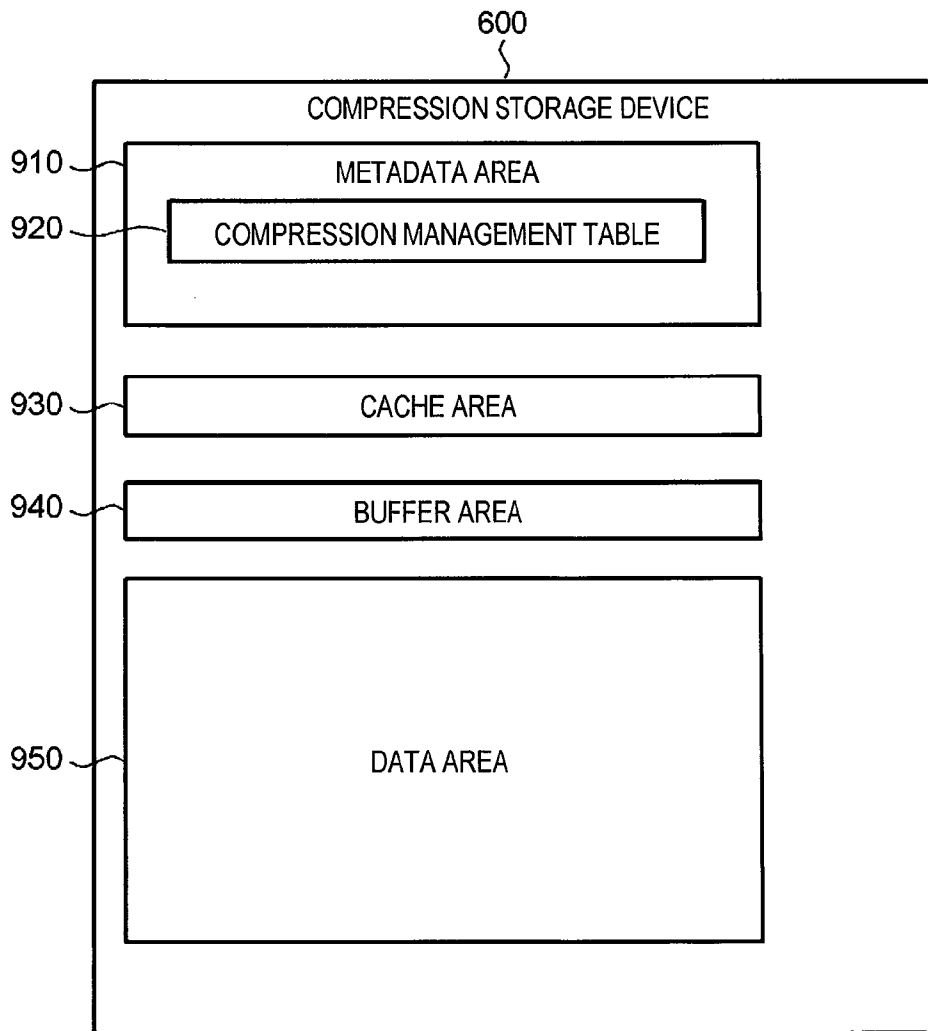 600
COMPRESSION STORAGE DEVICE
910
METADATA AREA
920
COMPRESSION MANAGEMENT TABLE
930
CACHE AREA
940
BUFFER AREA
950
DATA AREA